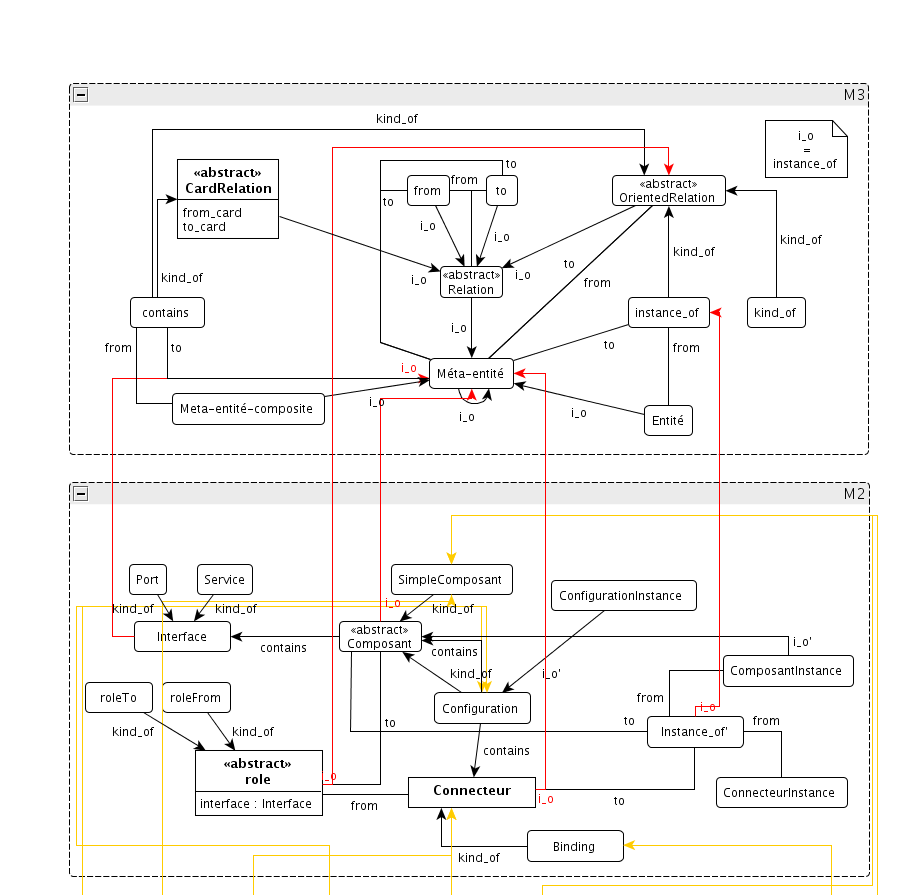 M3
kind_of
i_o
=
instance_of
«abstract»
CardRelation
from_card
to_card
to
from
from
to
to
«abstract»
OrientedRelation
i_o
i_o
kind_of
kind_of
kind_of
i_o
«abstract»
Relation
i_o
to
from
contains
instance_of
kind_of
i_o
from
to
to
from
i_o
Méta-entité
Meta-entité-composite
i_o
i_o
i_o
Entité
M2
Port
Service
SimpleComposant
ConfigurationInstance
kind_of
kind_of
i_o
kind_of
Interface
contains
«abstract»
Composant
contains
i_o'
kind_of
i_o'
ComposantInstance
roleTo
roleFrom
Configuration
from
i_o
kind_of
kind_of
to
to
Instance_of'
from
contains
«abstract»
role
interface : Interface
i_o
from
Connecteur
i_o
to
ConnecteurInstance
Binding
kind_of